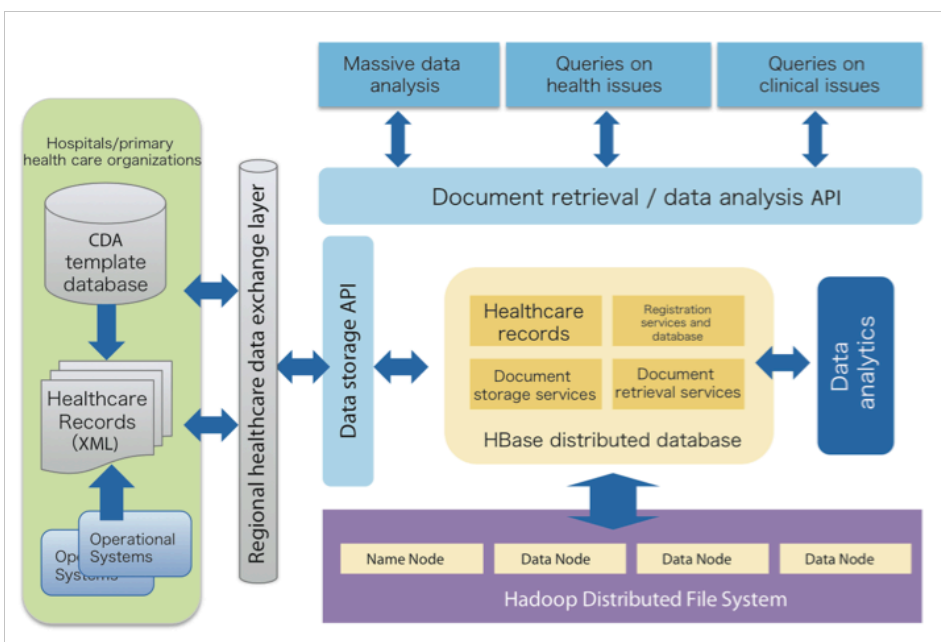 Massive data
analysis
Queries on
health issues
Queries on
clinical issues
Document retrieval / data analysis API
Hospitals/primary
health care organizations
CDA
template
database
Healthcare
Records
(XML)
Operational
Systems
Ope
Systems
Regional healthcare data exchange layer
Data storage API
Healthcare
records
Registration
services and
database
Document
storage services
Document
retrieval services
HBase distributed database
Data
analytics
Name Node
Data Node
Data Node
Data Node
Hadoop Distributed File System